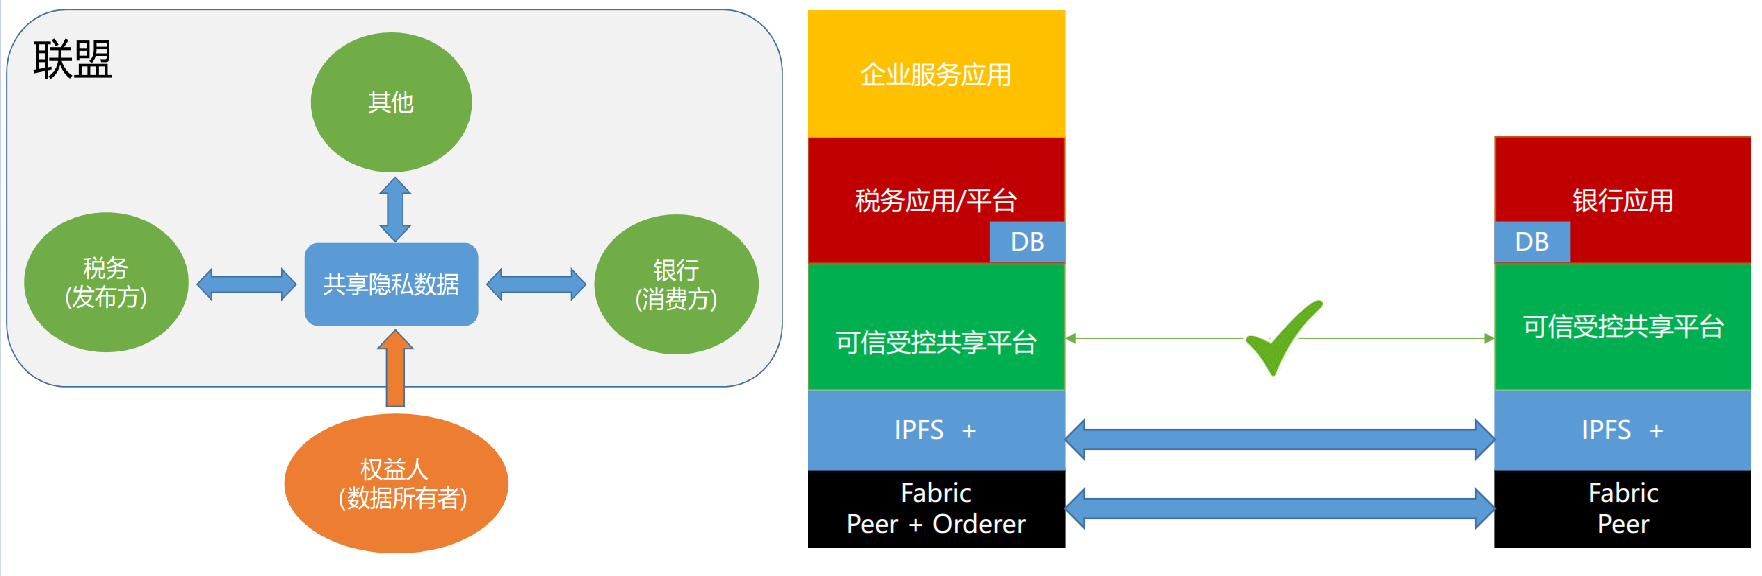 联盟
其他
税务
(发布方)
共享隐私数据
银行
(消费方)
权益人
(数据所有者)
企业服务应用
税务应用/平台
DB
可信受控共享平台
IPFS +
Fabric
Peer + Orderer
银行应用
DB
可信受控共享平台
IPFS +
Fabric
Peer